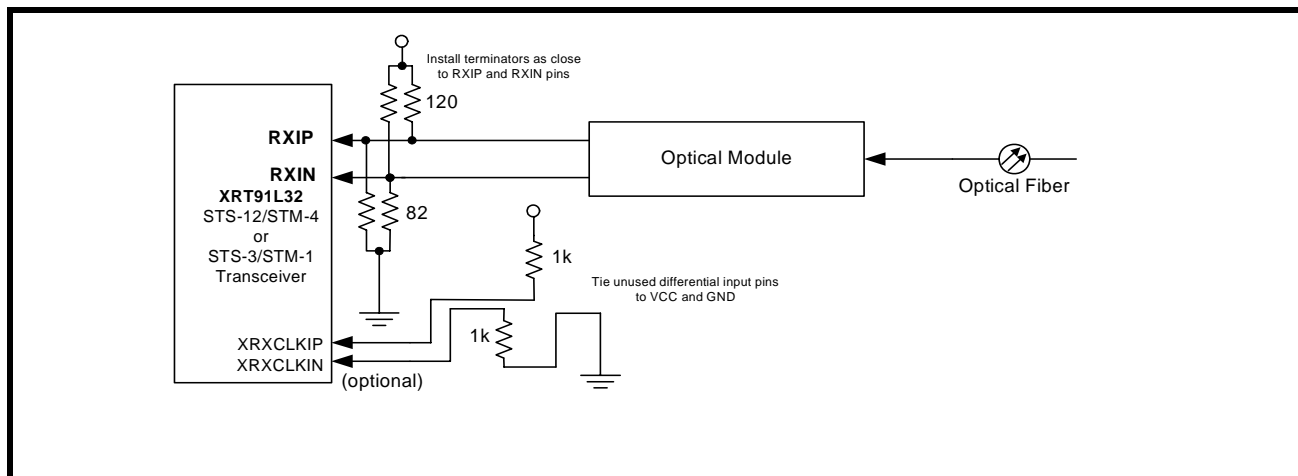 Install terminators as close
to RXIP and RXIN pins
120
RXIP
RXIN
XRT91L32
STS-12/STM-4
or
STS-3/STM-1
Transceiver
Optical Module
Optical Fiber
82
1k
Tie unused differential input pins
to VCC and GND
1k
XRXCLKIP
XRXCLKIN
(optional)